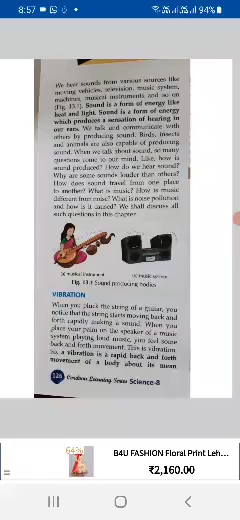 8:57
94%
We hear sounds from various sources like
moving vehicles, television, music system,
machines, musical instruments and so on
(Fig. 13.1). Sound is a form of energy like
heat and light. Sound is a form of energy
which produces a sensation of hearing in
our ears. We talk and communicate with
others by producing sound. Birds, insects
and animals are also capable of producing
sound. When we talk about sound, so many
questions come to our mind. Like, how is
sound produced? How do we hear sound?
Why are some sounds louder than others?
How does sound travel from one place
to another? What is music? How is music
different from noise? What is noise pollution
and how is it caused? We shall discuss all
such questions in this chapter.
(a) musical instrument
(b) music system
Fig. 13.1 Sound producing bodies
VIBRATION
When you pluck the string of a guitar, you
notice that the string starts moving back and
forth rapidly making a sound. When you
place your palm on the speaker of a music
system playing loud music, you feel some
back and forth movement. This is vibration.
So, a vibration is a rapid back and forth
movement of a body about its mean
126 Cordova Learning Series Science-8
64%
B4U FASHION Floral Print Leh...
₹2,160.00